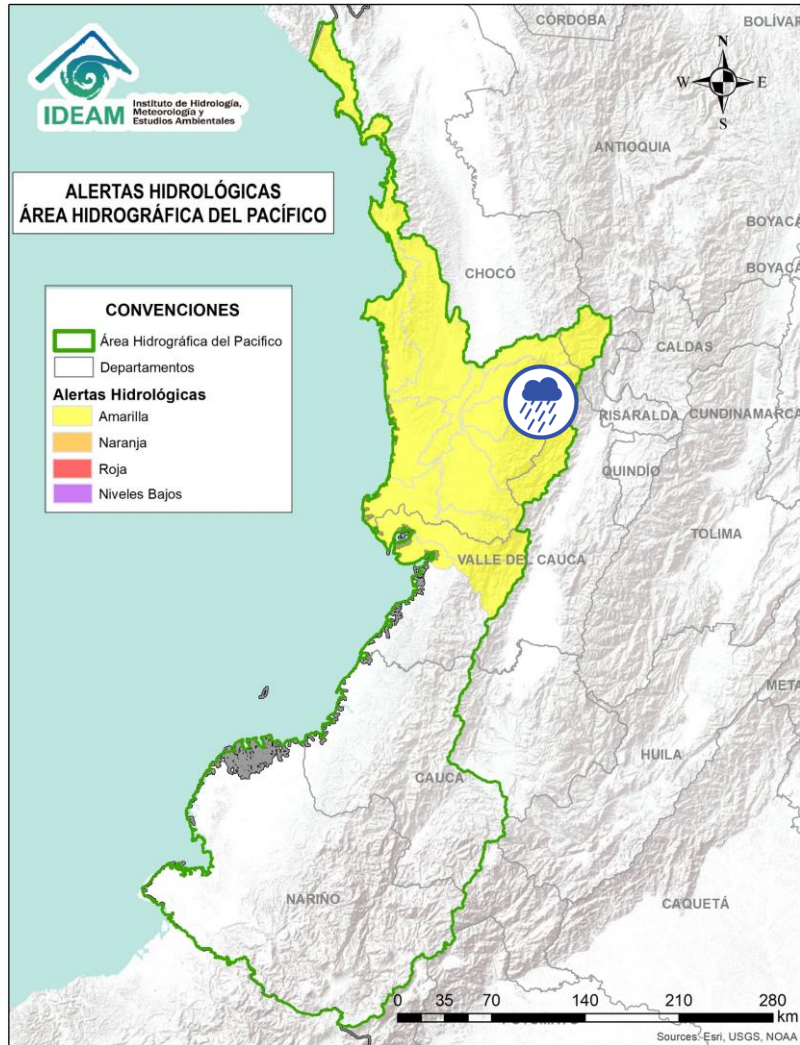 CÓRDOBA
BOLÍVAR
IDEAM
Instituto de Hidrología,
Meteorología y
Estudios Ambientales
N
W
E
S
ANTIOQUIA
ALERTAS HIDROLÓGICAS
ÁREA HIDROGRÁFICA DEL PACÍFICO
BOYACÁ
BOYACÁ
CHOCÓ
CONVENCIONES
Área Hidrográfica del Pacifico
Departamentos
Alertas Hidrológicas
Amarilla
Naranja
Roja
Niveles Bajos
CALDAS
RISARALDA
CUNDINAMARCA
QUINDÍO
TOLIMA
VALLE DEL CAUCA
META
HUILA
CAUCA
NARIÑO
CAQUETÁ
0 35 70 140 210 280
km
Sources: Esri, USGS, NOAA